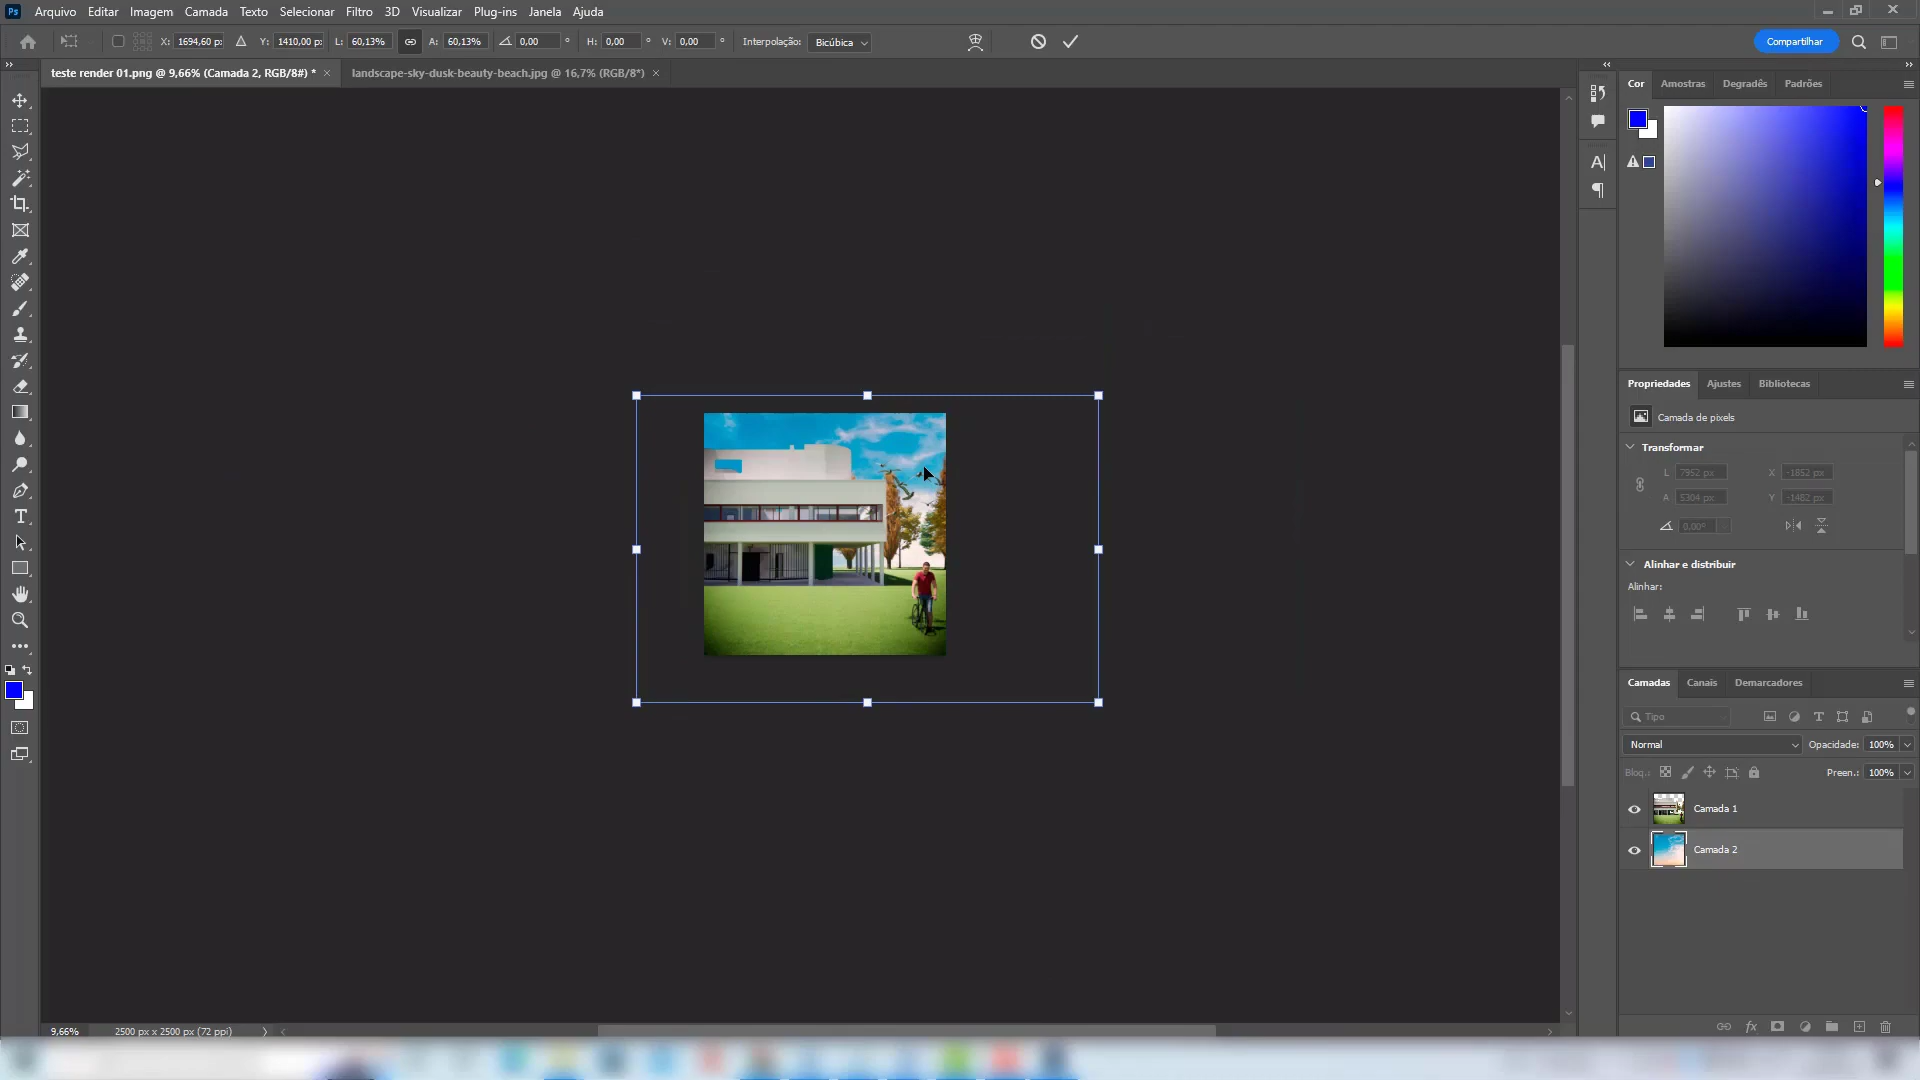 Ps Arquivo Editar Imagem Camada Texto Selecionar Filtro 3D Visualizar Plug-ins Janela Ajuda
X: 1694,60 px Y: 1410,00 px L: 60,13% A: 60,13% 0,00 ° H: 0,00 ° V: 0,00 ° Interpolação: Bicúbica Compartilhar
teste render 01.png @ 9,66% (Camada 2, RGB/8#) * × landscape-sky-dusk-beauty-beach.jpg @ 16,7% (RGB/8*) ×
Cor Amostras Degradês Padrões
Propriedades Ajustes Bibliotecas
Camada de pixels
Transformar
L 7952 px X -1852 px
A 5304 px Y -1482 px
0,00°
Alinhar e distribuir
Alinhar:
Camadas Canais Demarcadores
Tipo
Normal Opacidade: 100%
Bloq.: Preen.: 100%
Camada 1
Camada 2
fx
9,66% 2500 px x 2500 px (72 ppi)